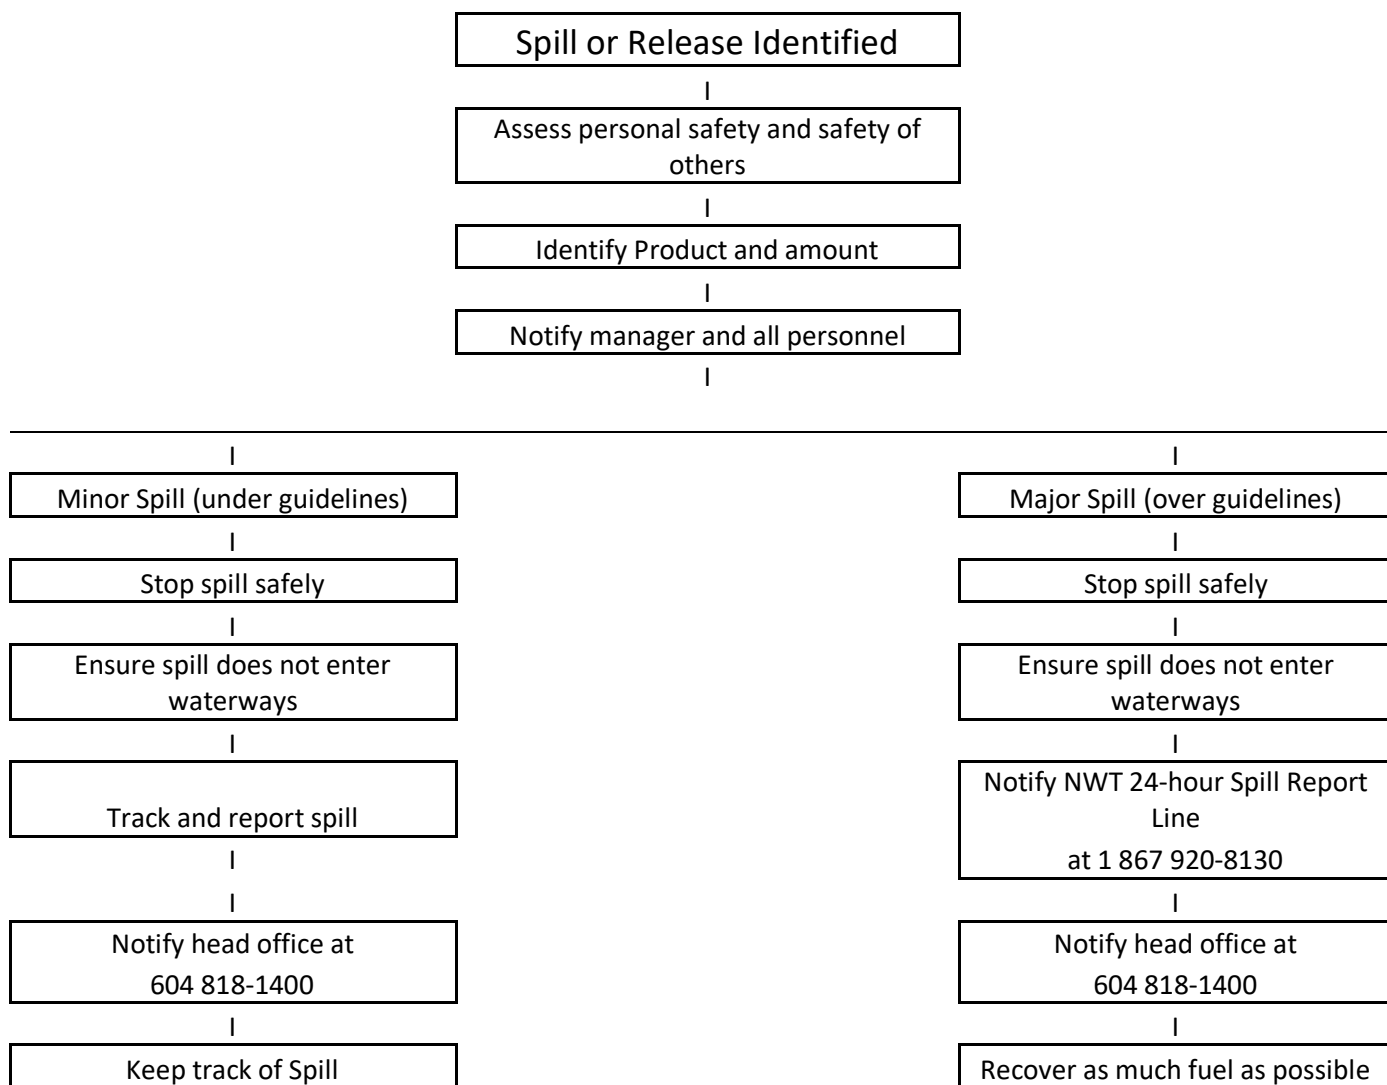 Spill or Release Identified
Assess personal safety and safety of
others
Identify Product and amount
Notify manager and all personnel
Minor Spill (under guidelines)
Stop spill safely
Ensure spill does not enter
waterways
Track and report spill
Notify head office at
604 818-1400
Keep track of Spill
Major Spill (over guidelines)
Stop spill safely
Ensure spill does not enter
waterways
Notify NWT 24-hour Spill Report
Line
at 1 867 920-8130
Notify head office at
604 818-1400
Recover as much fuel as possible